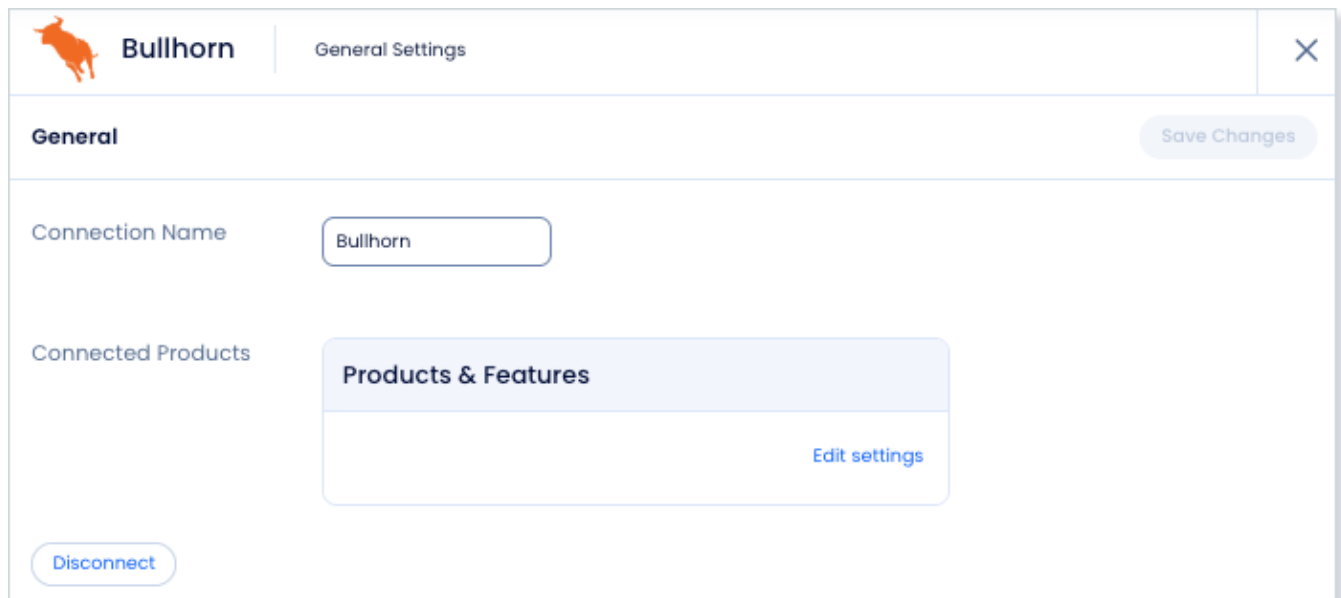 Bullhorn
General Settings
General
Save Changes
Connection Name
Bullhorn
Connected Products
Products & Features
Edit settings
Disconnect